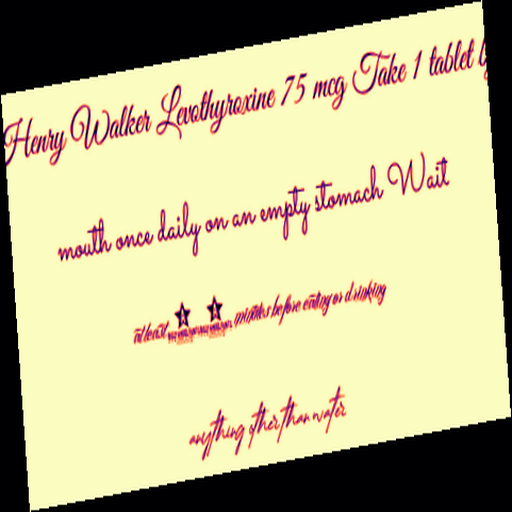 Henry Walker Levothyroxine 75 mcg Take 1 tablet
mouth once daily on an empty stomach Wait
at least minutes before eating or drinking
anything other than water